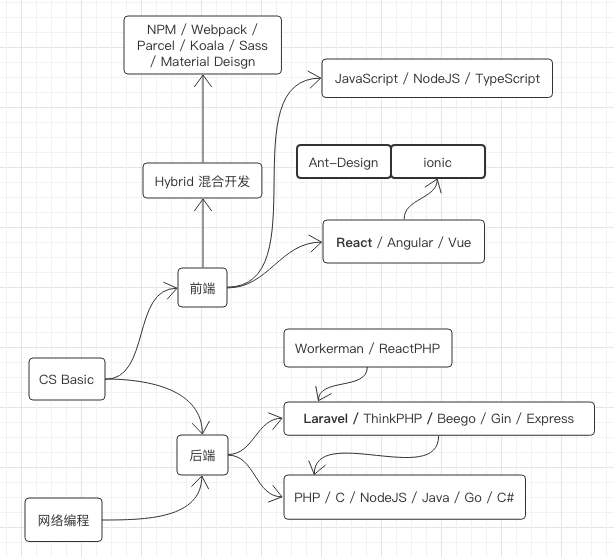 NPM / Webpack /
Parcel / Koala / Sass
/ Material Deisgn
JavaScript / NodeJS / TypeScript
Ant-Design
ionic
Hybrid 混合开发
React / Angular / Vue
前端
Workerman / ReactPHP
CS Basic
Laravel / ThinkPHP / Beego / Gin / Express
后端
PHP / C / NodeJS / Java / Go / C#
网络编程